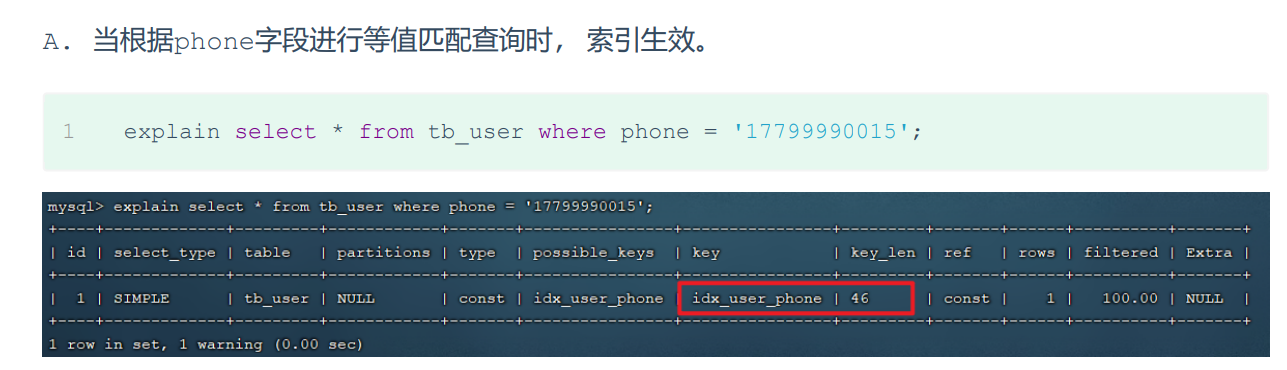 A. 当根据phone字段进行等值匹配查询时, 索引生效。
1 explain select * from tb_user where phone = '17799990015';
mysql> explain select * from tb_user where phone = '17799990015';
+----+-------------+---------+------------+-------+----------------+----------------+---------+-------+------+----------+-------+
| id | select_type | table | partitions | type | possible_keys | key | key_len | ref | rows | filtered | Extra |
+----+-------------+---------+------------+-------+----------------+----------------+---------+-------+------+----------+-------+
| 1 | SIMPLE | tb_user | NULL | const | idx_user_phone | idx_user_phone | 46 | const | 1 | 100.00 | NULL |
+----+-------------+---------+------------+-------+----------------+----------------+---------+-------+------+----------+-------+
1 row in set, 1 warning (0.00 sec)